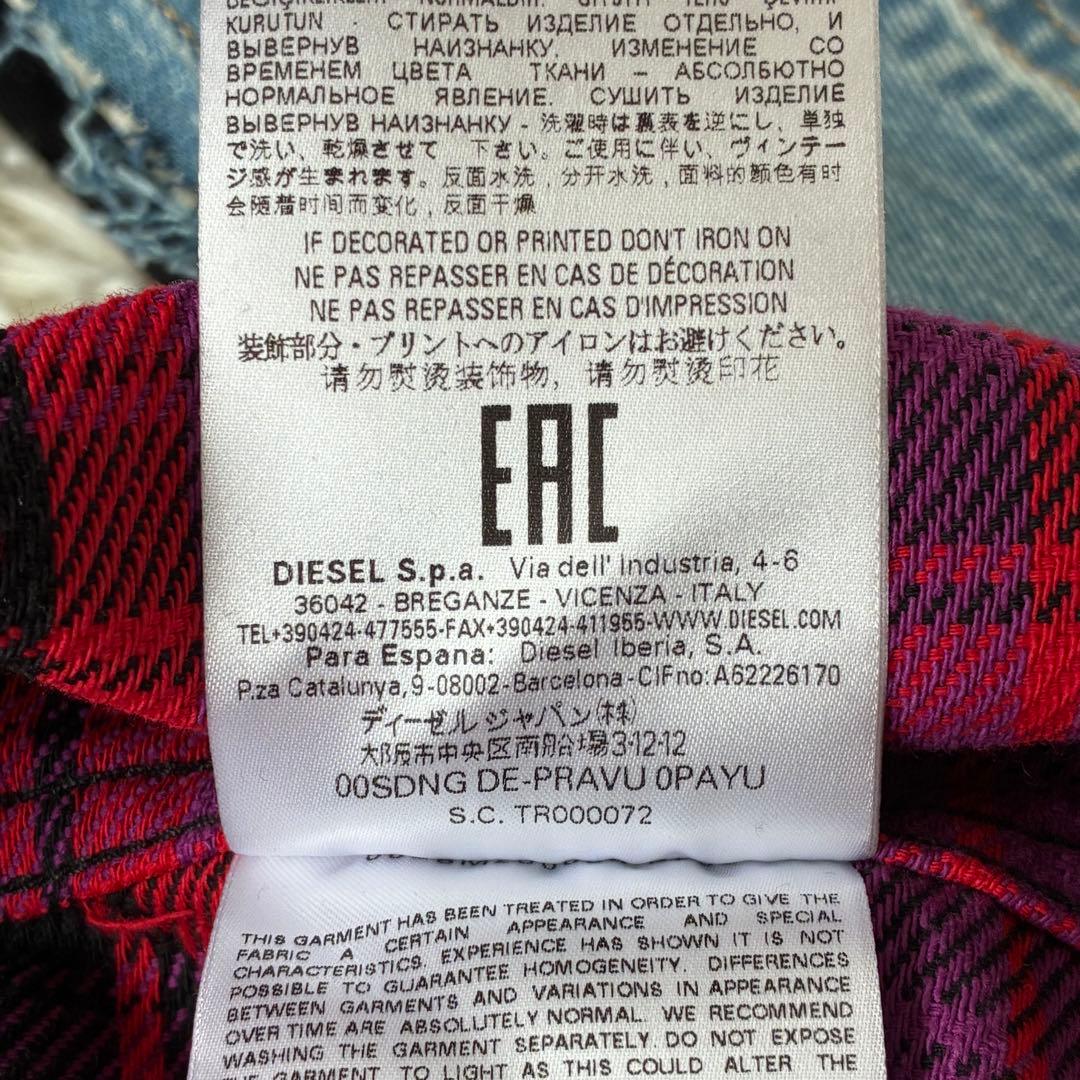 DEĞİŞİKLİKLERİ NORMALDİR. GİYSİYİ TERS ÇEVİRİP
KURUTUN - СТИРАТЬ ИЗДЕЛИЕ ОТДЕЛЬНО, И
ВЫВЕРНУВ НАИЗНАНКУ. ИЗМЕНЕНИЕ СО
ВРЕМЕНЕМ ЦВЕТА ТКАНИ – АБСОЛБЮТНО
НОРМАЛЬНОЕ ЯВЛЕНИЕ. СУШИТЬ ИЗДЕЛИЕ
ВЫВЕРНУВ НАИЗНАНКУ - 洗濯時は裏表を逆にし、単独
で洗い、乾燥させて 下さい。ご使用に伴い、ヴィンテー
ジ感が生まれます。反面水洗,分开水洗,面料的颜色有时
会随着时间而变化,反面干燥
IF DECORATED OR PRINTED DON'T IRON ON
NE PAS REPASSER EN CAS DE DÉCORATION
NE PAS REPASSER EN CAS D'IMPRESSION
装飾部分・プリントへのアイロンはお避けください。
请勿熨烫装饰物, 请勿熨烫印花
EAC
DIESEL S.p.a. Via dell' Industria, 4-6
36042 - BREGANZE - VICENZA - ITALY
TEL+390424-477555-FAX+390424-411955-WWW.DIESEL.COM
Para Espana: Diesel Iberia, S.A.
P.za Catalunya,9-08002-Barcelona-CIFno:A62226170
ディーゼルジャパン(株)
大阪市中央区南船場3-12-12
00SDNG DE-PRAVU 0PAYU
S.C. TR000072
THIS GARMENT HAS BEEN TREATED IN ORDER TO GIVE THE
FABRIC A CERTAIN APPEARANCE AND SPECIAL
CHARACTERISTICS. EXPERIENCE HAS SHOWN IT IS NOT
POSSIBLE TO GUARANTEE HOMOGENEITY. DIFFERENCES
BETWEEN GARMENTS AND VARIATIONS IN APPEARANCE
OVER TIME ARE ABSOLUTELY NORMAL. WE RECOMMEND
WASHING THE GARMENT SEPARATELY. DO NOT EXPOSE
THE GARMENT TO LIGHT AS THIS COULD ALTER THE